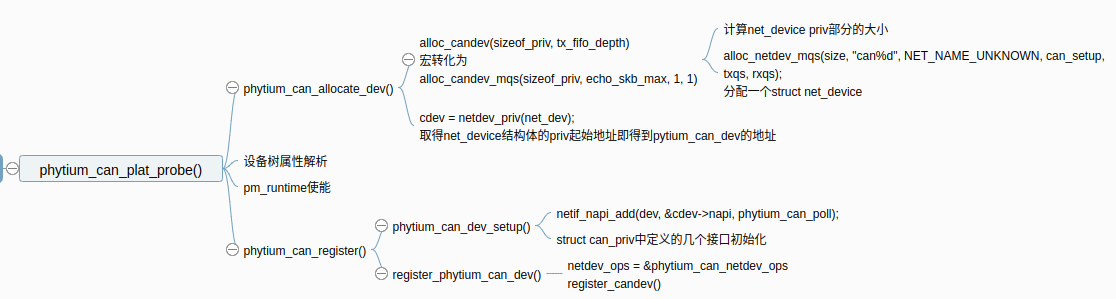 phytium_can_plat_probe()
phytium_can_allocate_dev()
alloc_candev(sizeof_priv, tx_fifo_depth)
宏转化为
alloc_candev_mqs(sizeof_priv, echo_skb_max, 1, 1)
计算net_device priv部分的大小
alloc_netdev_mqs(size, "can%d", NET_NAME_UNKNOWN, can_setup,
txqs, rxqs);
分配一个struct net_device
cdev = netdev_priv(net_dev);
取得net_device结构体的priv起始地址即得到pytium_can_dev的地址
设备树属性解析
pm_runtime使能
phytium_can_register()
phytium_can_dev_setup()
netif_napi_add(dev, &cdev->napi, phytium_can_poll);
struct can_priv中定义的几个接口初始化
register_phytium_can_dev()
netdev_ops = &phytium_can_netdev_ops
register_candev()